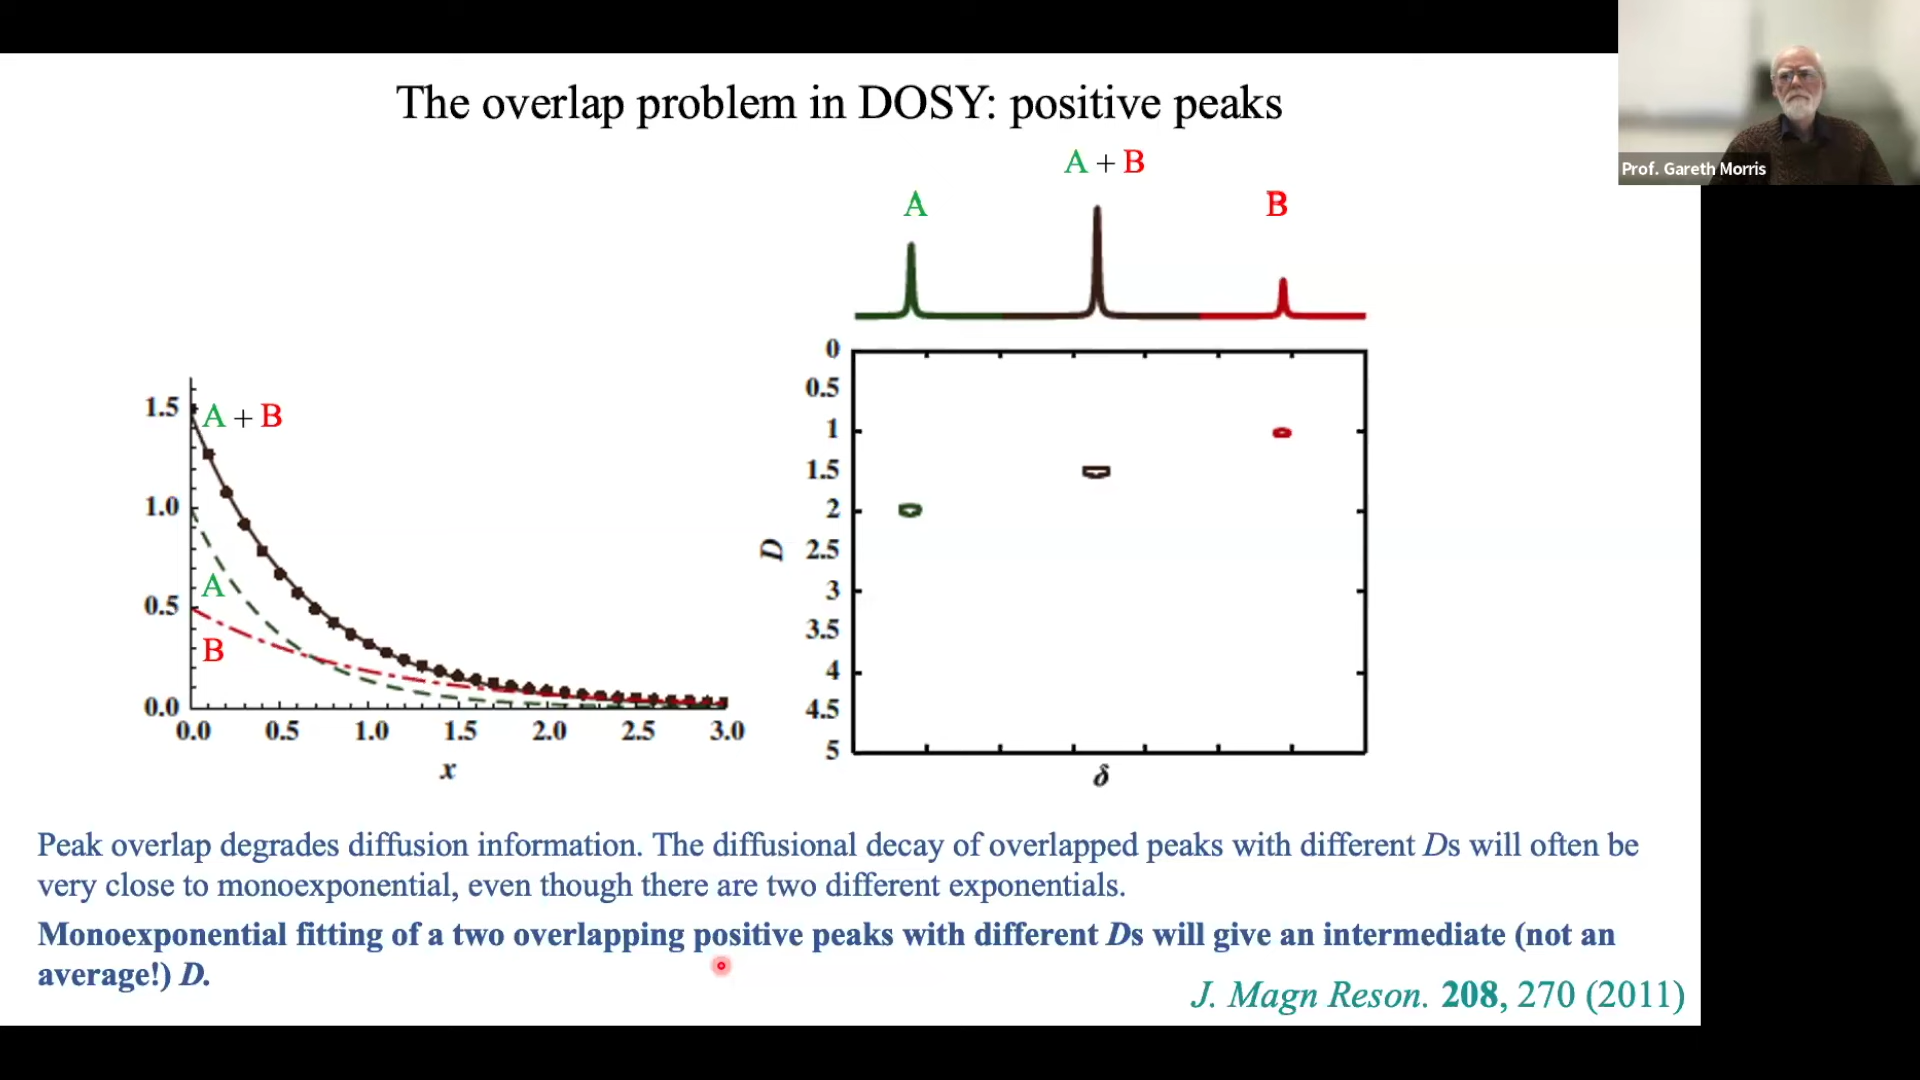 The overlap problem in DOSY: positive peaks
Prof. Gareth Morris
A + B
A
B
1.5
1.0
0.5
0.0
A + B
A
B
0.0 0.5 1.0 1.5 2.0 2.5 3.0
x
0
0.5
1
1.5
2
2.5
3
3.5
4
4.5
5
D
δ
Peak overlap degrades diffusion information. The diffusional decay of overlapped peaks with different Ds will often be
very close to monoexponential, even though there are two different exponentials.
Monoexponential fitting of a two overlapping positive peaks with different Ds will give an intermediate (not an
average!) D.
J. Magn Reson. 208, 270 (2011)